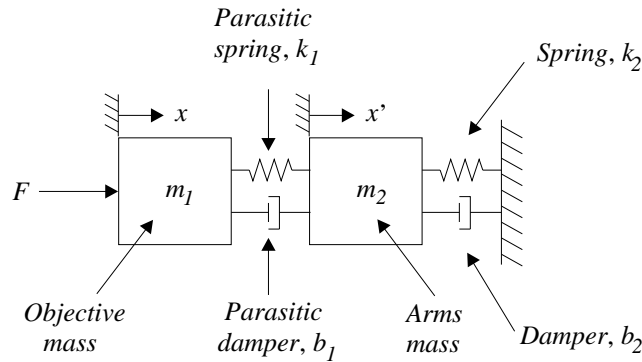 Parasitic
spring, k1
Spring, k2
x
x’
F
m1
m2
Objective
mass
Parasitic
damper, b1
Arms
mass
Damper, b2